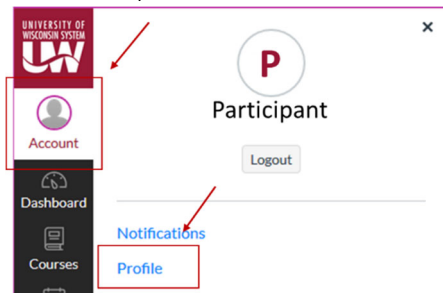 UNIVERSITY OF
WISCONSIN SYSTEM
UW
Account
Dashboard
Courses
×
P
Participant
Logout
Notifications
Profile